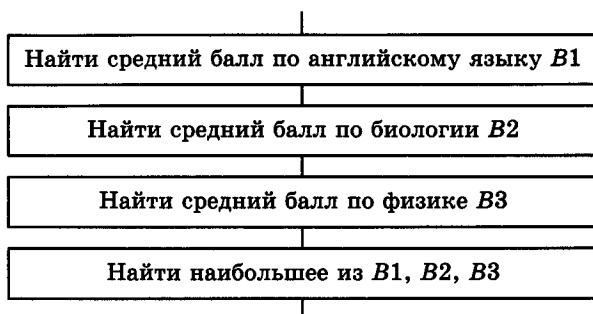 Найти средний балл по английскому языку B1
Найти средний балл по биологии B2
Найти средний балл по физике B3
Найти наибольшее из B1, B2, B3